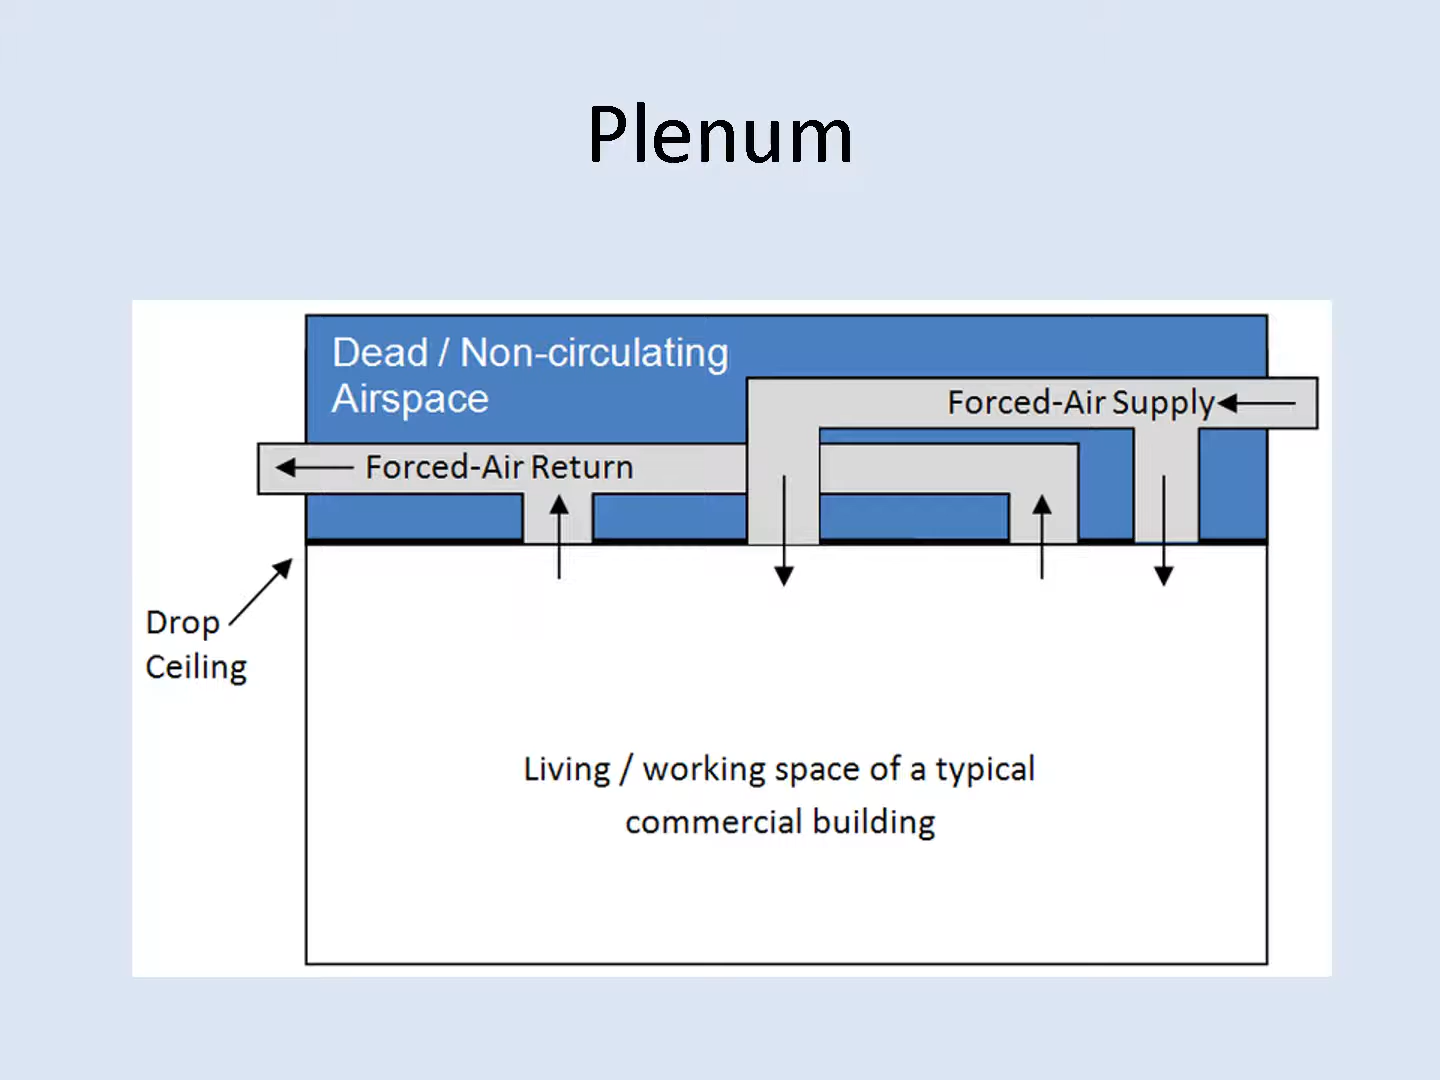 Plenum
Dead / Non-circulating
Airspace
Forced-Air Supply
Forced-Air Return
Drop
Ceiling
Living / working space of a typical
commercial building